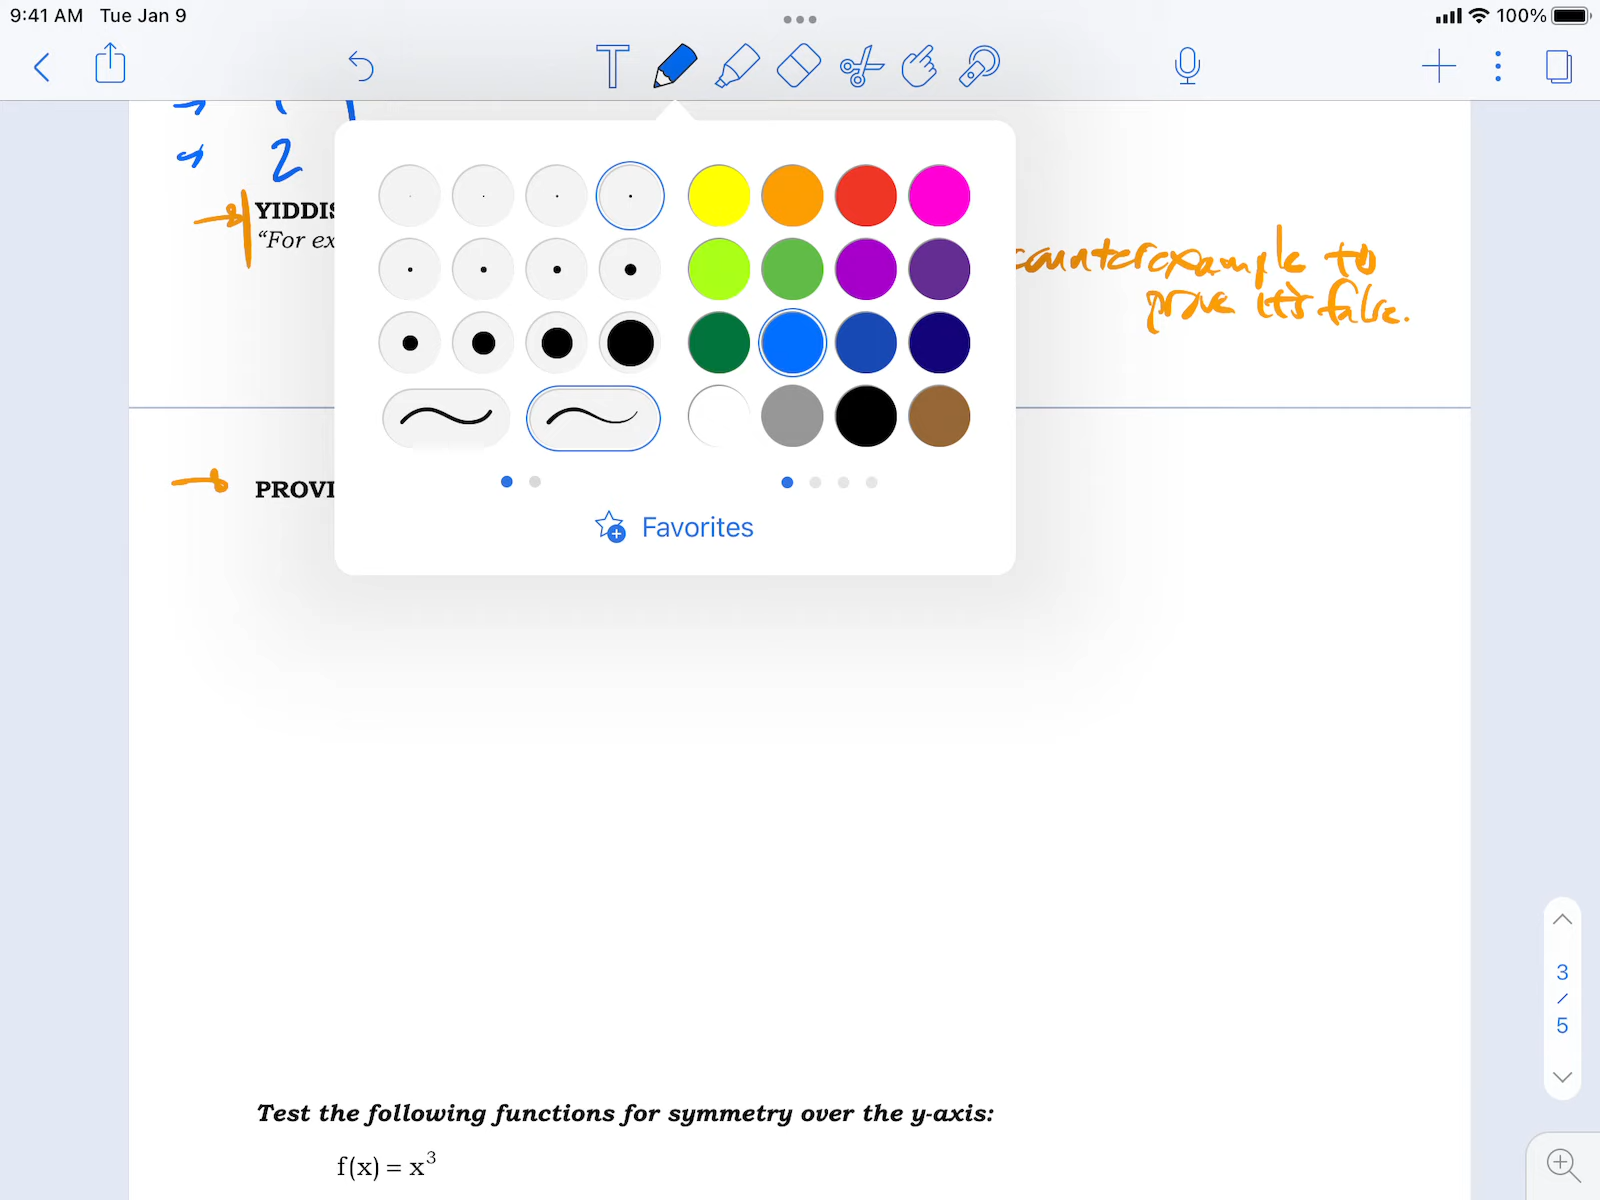 9:41 AM Tue Jan 9
100%
T
2
YIDDIS
“For ex
counterexample to
prove it's false.
PROVI
Favorites
3
/
5
Test the following functions for symmetry over the y-axis:
f(x) = x³